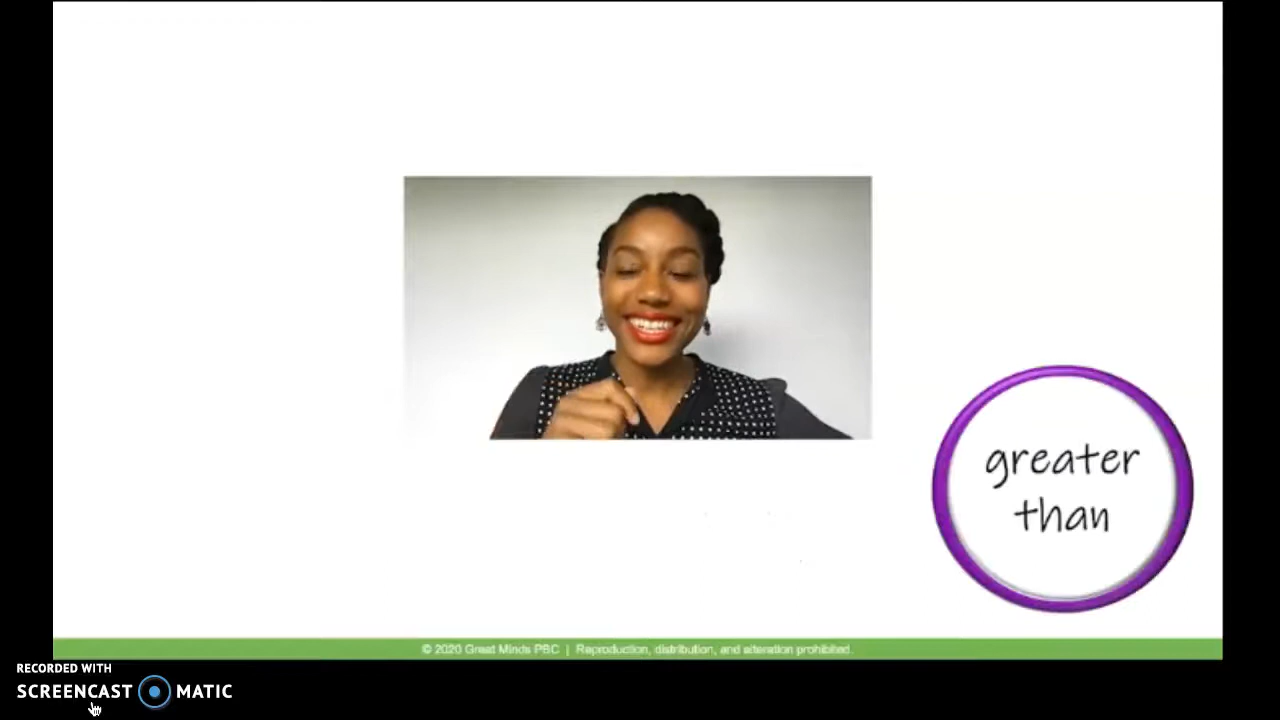 greater
than
© 2020 Great Minds PBC | Reproduction, distribution, and alteration prohibited.
RECORDED WITH
SCREENCAST MATIC